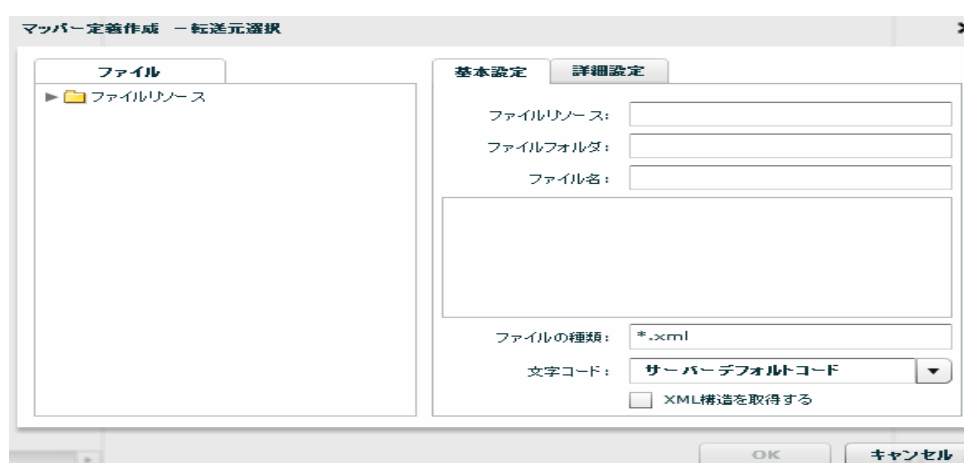 マッパー定義作成 －転送元選択
ファイル
ファイルリソース
基本設定
詳細設定
ファイルリソース:
ファイルフォルダ:
ファイル名:
ファイルの種類: *.xml
文字コード: サーバーデフォルトコード
XML構造を取得する
OK
キャンセル